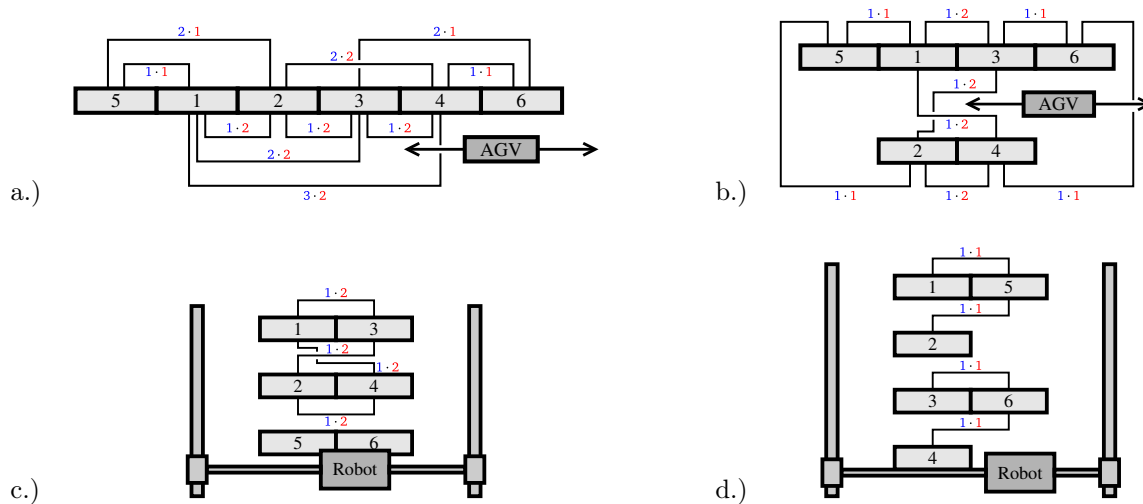 2 · 1
2 · 1
2 · 2
1 · 1
1 · 1
5 1 2 3 4 6
1 · 2
1 · 2
1 · 2
AGV
2 · 2
3 · 2
a.)
1 · 1
1 · 2
1 · 1
5 1 3 6
1 · 2
AGV
1 · 2
2 4
1 · 1
1 · 2
1 · 1
b.)
1 · 2
1 3
1 · 2
1 · 2
2 4
1 · 2
5 6
Robot
c.)
1 · 1
1 5
1 · 1
2
1 · 1
3 6
1 · 1
4
Robot
d.)